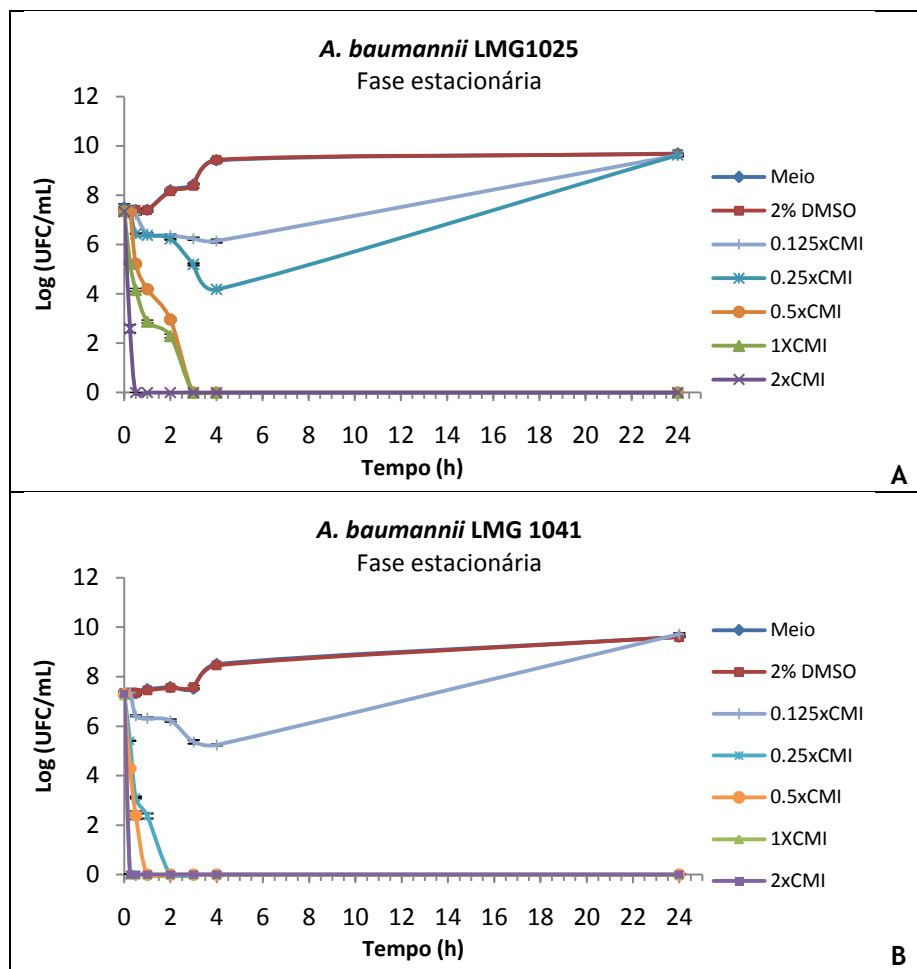 A. baumannii LMG1025
Fase estacionária
12
10
8
6
4
2
0
Log (UFC/mL)
0 2 4 6 8 10 12 14 16 18 20 22 24
Tempo (h)
Meio
2% DMSO
0.125xCMI
0.25xCMI
0.5xCMI
1XCMI
2xCMI
A
A. baumannii LMG 1041
Fase estacionária
12
10
8
6
4
2
0
Log (UFC/mL)
0 2 4 6 8 10 12 14 16 18 20 22 24
Tempo (h)
Meio
2% DMSO
0.125xCMI
0.25xCMI
0.5xCMI
1XCMI
2xCMI
B